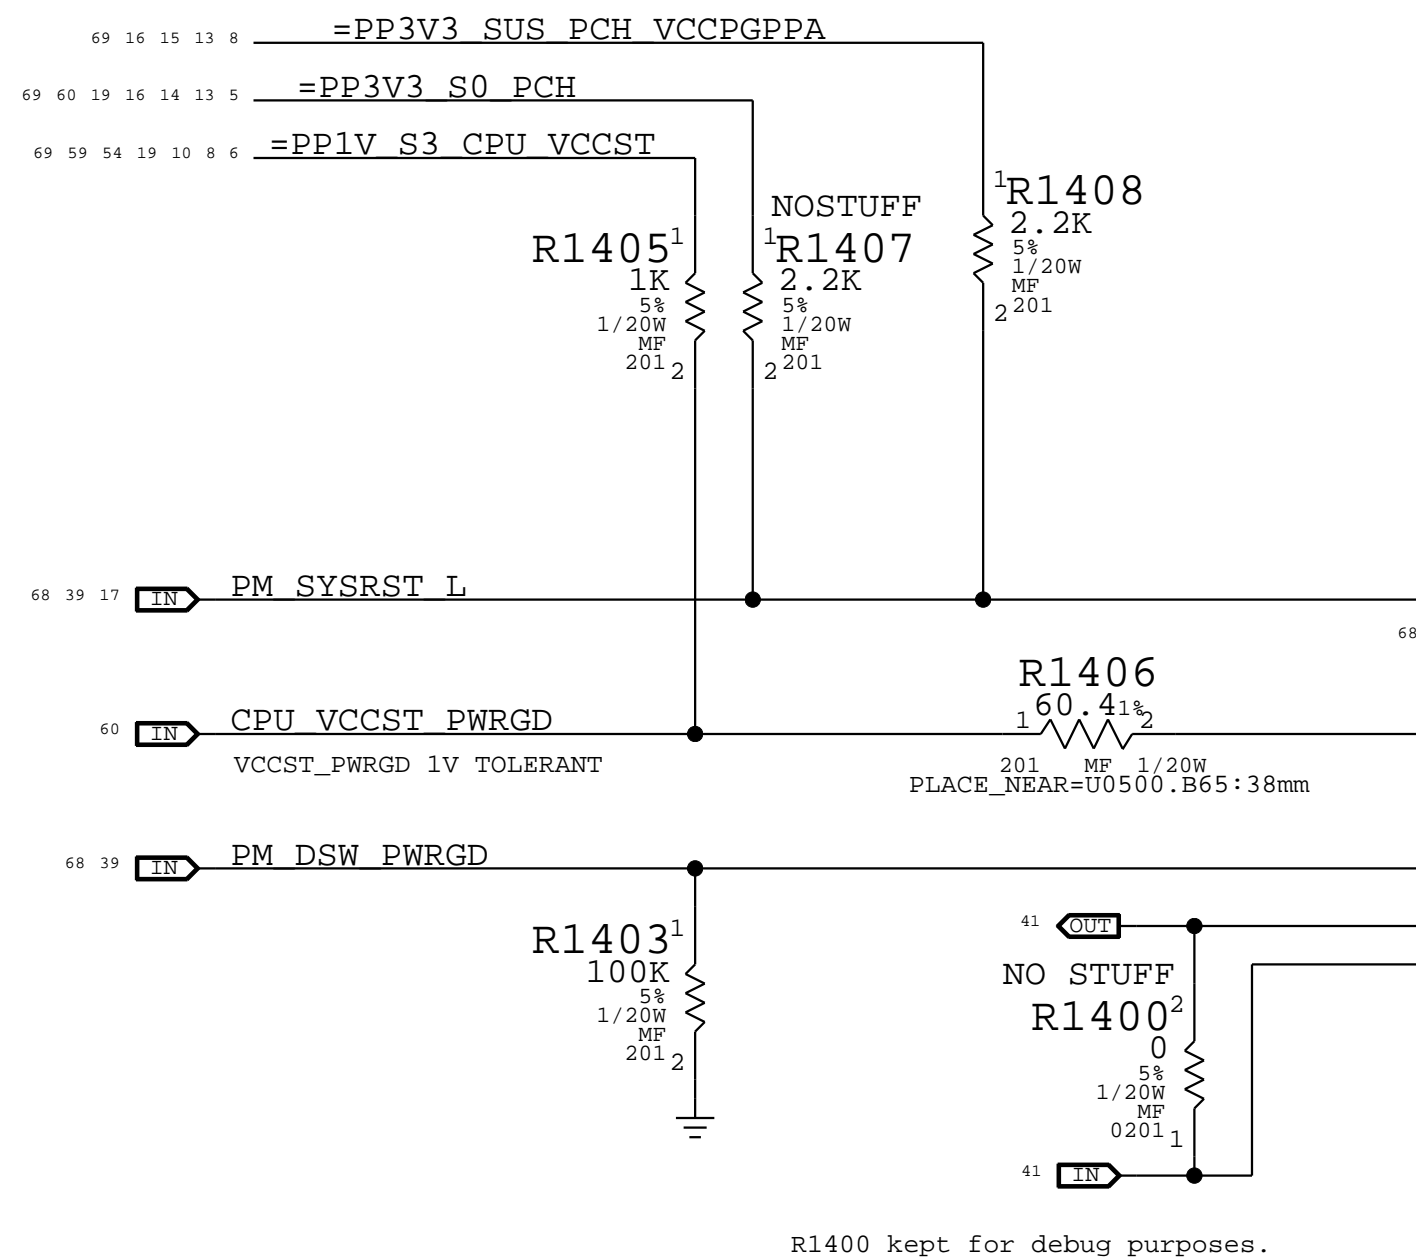 69 16 15 13 8 =PP3V3_SUS_PCH_VCCPGPPA
69 60 19 16 14 13 5 =PP3V3_S0_PCH
69 59 54 19 10 8 6 =PP1V_S3_CPU_VCCST
1 R1408
2.2K
5%
1/20W
MF
201
2
NOSTUFF
R1405 1
1K
5%
1/20W
MF
201
2
1 R1407
2.2K
5%
1/20W
MF
201
2
68 39 17 IN PM_SYSRST_L
68
R1406
1 60.4 1% 2
60 IN CPU_VCCST_PWRGD
VCCST_PWRGD 1V TOLERANT
201 MF 1/20W
PLACE_NEAR=U0500.B65:38mm
68 39 IN PM_DSW_PWRGD
R1403 1
100K
5%
1/20W
MF
201
2
41 OUT
NO STUFF
R1400 2
0
5%
1/20W
MF
0201
1
41 IN
R1400 kept for debug purposes.